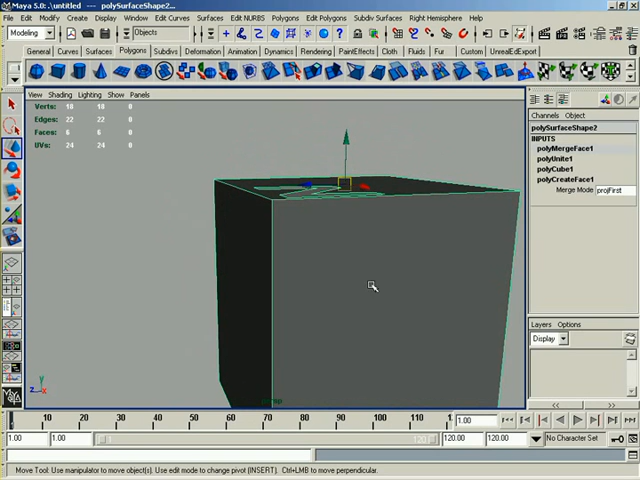 Maya 5.0: .\untitled --- polySurfaceShape2...
File Edit Modify Create Display Window Edit Curves Surfaces Edit NURBS Polygons Edit Polygons Subdiv Surfaces Right Hemisphere Help
Modeling Objects
General Curves Surfaces Polygons Subdivs Deformation Animation Dynamics Rendering PaintEffects Cloth Fluids Fur Custom UnrealEdExport
View Shading Lighting Show Panels
Verts: 18 18 0
Edges: 22 22 0
Faces: 6 6 0
UVs: 24 24 0
Channels Object
polySurfaceShape2
INPUTS
polyMergeFace1
polyUnite1
polyCube1
polyCreateFace1
Merge Mode projFirst
Layers Options
Display
y
z x
persp
10 20 30 40 50 60 70 80 90 100 110 1.00
1.00 1.00 120.00 120.00 No Character Set
Move Tool: Use manipulator to move object(s). Use edit mode to change pivot (INSERT). Ctrl+LMB to move perpendicular.